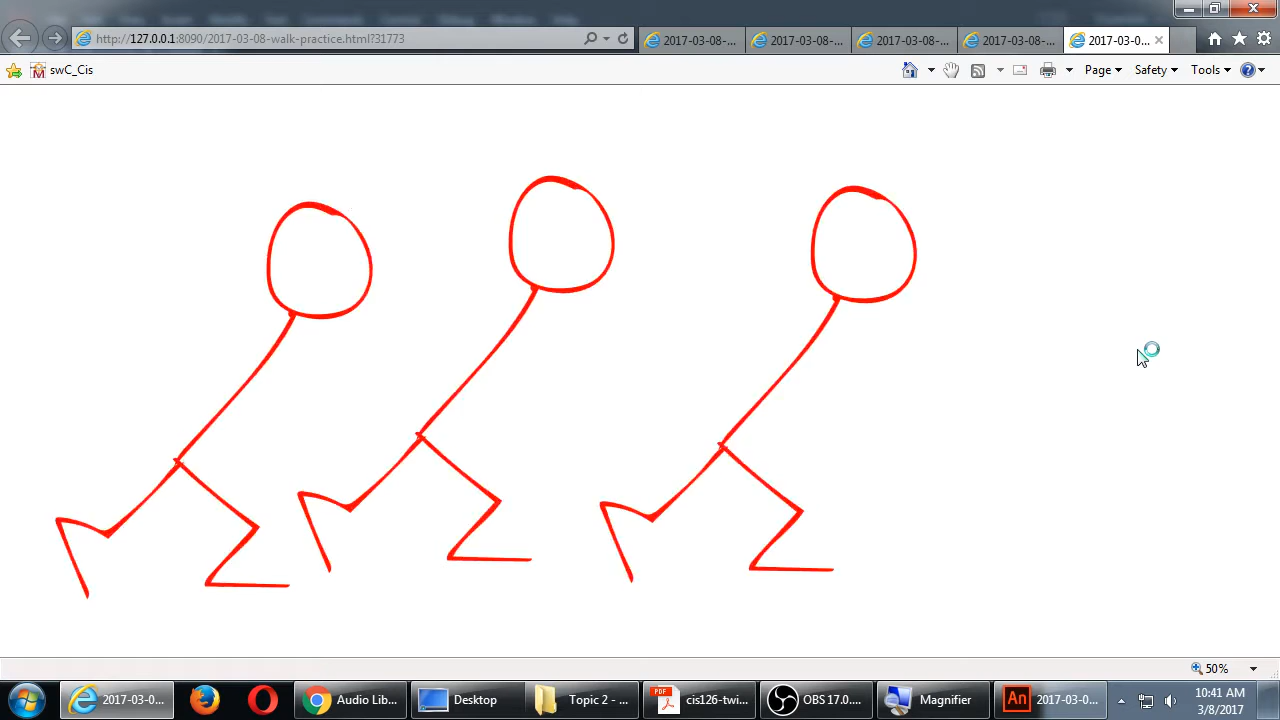 http://127.0.0.1:8090/2017-03-08-walk-practice.html?31773
2017-03-08-...
2017-03-08-...
2017-03-08-...
2017-03-08-...
2017-03-0...
swC_Cis
Page
Safety
Tools
50%
2017-03-0...
Audio Lib...
Desktop
Topic 2 - ...
PDF
cis126-twi...
OBS 17.0....
Magnifier
An
2017-03-0...
10:41 AM
3/8/2017